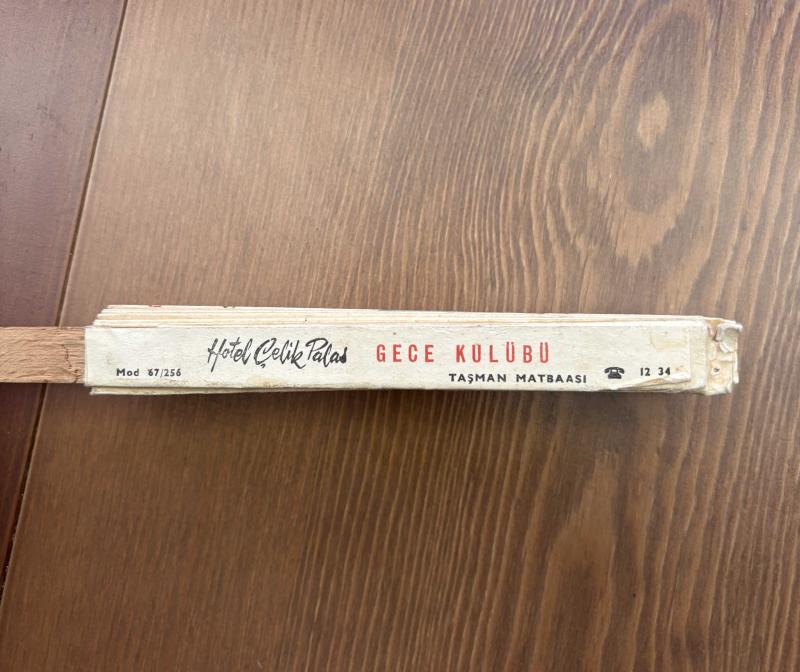 Hotel Çelik Palas GECE KULÜBÜ
Mod 67/256 TAŞMAN MATBAASI ☎ 12 34